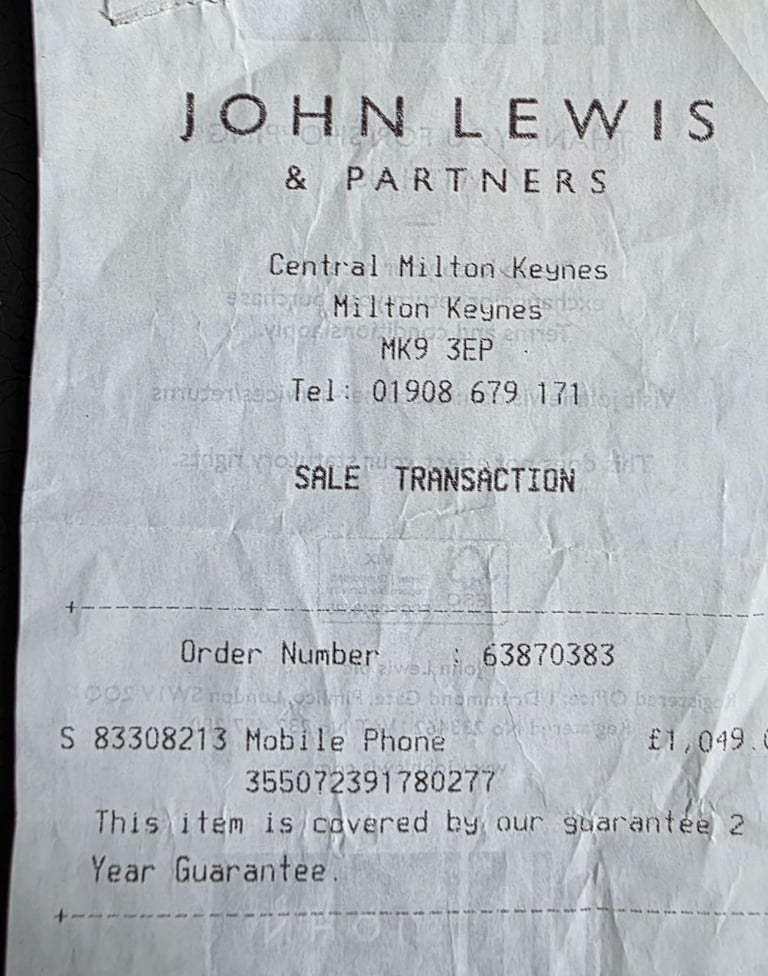 JOHN LEWIS
& PARTNERS
Central Milton Keynes
Milton Keynes
MK9 3EP
Tel: 01908 679 171
SALE TRANSACTION
Order Number : 63870383
S 83308213 Mobile Phone £1,049.0
355072391780277
This item is covered by our guarantee 2
Year Guarantee.